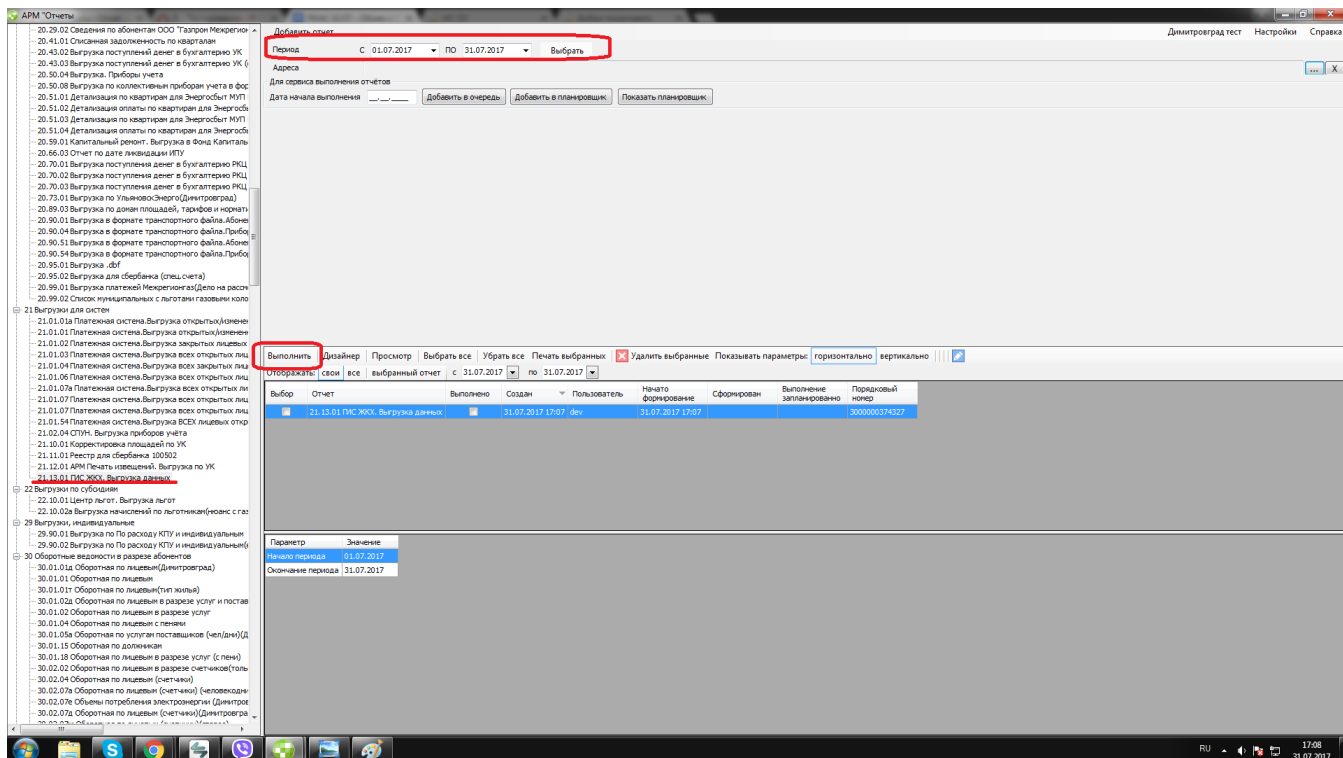 АРМ "Отчеты
20.29.02 Сведения по абонентам ООО "Газпром Межрегион
20.41.01 Списанная задолженность по кварталам
20.43.02 Выгрузка поступлений денег в бухгалтерию УК
20.43.03 Выгрузка поступлений денег в бухгалтерию УК (
20.50.04 Выгрузка. Приборы учета
20.50.08 Выгрузка по коллективным приборам учета в фор
20.51.01 Детализация по квартирам для Энергосбыт МУП
20.51.02 Детализация оплаты по квартирам для Энергосбы
20.51.03 Детализация по квартирам для Энергосбыт МУП
20.51.04 Детализация оплаты по квартирам для Энергосбы
20.59.01 Капитальный ремонт. Выгрузка в Фонд Капиталь
20.66.03 Отчет по дате ликвидации ИПУ
20.70.01 Выгрузка поступления денег в бухгалтерию РКЦ
20.70.02 Выгрузка поступления денег в бухгалтерию РКЦ
20.70.03 Выгрузка поступления денег в бухгалтерию РКЦ
20.73.01 Выгрузка по УльяновскЭнерго(Димитровград)
20.89.03 Выгрузка по домам площадей, тарифов и нормати
20.90.01 Выгрузка в формате транспортного файла.Абонен
20.90.04 Выгрузка в формате транспортного файла.Прибор
20.90.51 Выгрузка в формате транспортного файла.Абонен
20.90.54 Выгрузка в формате транспортного файла.Прибор
20.95.01 Выгрузка .dbf
20.95.02 Выгрузка для сбербанка (спец.счета)
20.99.01 Выгрузка платежей Межрегионгаз(Дело на рассм
20.99.02 Список муниципальных с льготами газовыми коло
21 Выгрузки для систем
21.01.01а Платежная система.Выгрузка открытых/изменен
21.01.01 Платежная система.Выгрузка открытых/изменен
21.01.02 Платежная система.Выгрузка закрытых лицевых
21.01.03 Платежная система.Выгрузка всех открытых лиц
21.01.04 Платежная система.Выгрузка всех закрытых лиц
21.01.06 Платежная система.Выгрузка всех открытых лиц
21.01.07а Платежная система.Выгрузка всех открытых ли
21.01.07 Платежная система.Выгрузка всех открытых лиц
21.01.07 Платежная система.Выгрузка всех открытых лиц
21.01.54 Платежная система.Выгрузка ВСЕХ лицевых откр
21.02.04 СПУН. Выгрузка приборов учёта
21.10.01 Корректировка площадей по УК
21.11.01 Реестр для сбербанка 100502
21.12.01 АРМ Печать извещений. Выгрузка по УК
21.13.01 ГИС ЖКХ. Выгрузка данных
22 Выгрузки по субсидиям
22.10.01 Центр льгот. Выгрузка льгот
22.10.02а Выгрузка начислений по льготникам(нюанс с газ
29 Выгрузки, индивидуальные
29.90.01 Выгрузка по По расходу КПУ и индивидуальным
29.90.02 Выгрузка по По расходу КПУ и индивидуальным(
30 Оборотные ведомости в разрезе абонентов
30.01.01д Оборотная по лицевым(Димитровград)
30.01.01 Оборотная по лицевым
30.01.01т Оборотная по лицевым(тип жилья)
30.01.02д Оборотная по лицевым в разрезе услуг и постав
30.01.02 Оборотная по лицевым в разрезе услуг
30.01.04 Оборотная по лицевым с пенями
30.01.05а Оборотная по услугам поставщиков (чел/дни)(Д
30.01.15 Оборотная по должникам
30.01.18 Оборотная по лицевым в разрезе услуг (с пени)
30.02.02 Оборотная по лицевым в разрезе счетчиков(толь
30.02.04 Оборотная по лицевым (счетчики)
30.02.07а Оборотная по лицевым (счетчики) (человекодни
30.02.07е Объемы потребления электроэнергии (Димитров
30.02.07д Оборотная по лицевым (счетчики)(Димитровгра
Добавить отчет
Димитровград тест Настройки Справка
Период С 01.07.2017 ПО 31.07.2017 Выбрать
Адреса ... X
Для сервиса выполнения отчётов
Дата начала выполнения __.__.____ Добавить в очередь Добавить в планировщик Показать планировщик
Выполнить Дизайнер Просмотр Выбрать все Убрать все Печать выбранных Удалить выбранные Показывать параметры: горизонтально вертикально
Отображать: свои все выбранный отчет с 31.07.2017 по 31.07.2017
Выбор Отчет Выполнено Создан Пользователь Начато формирование Сформирован Выполнение запланировано Порядковый номер
21.13.01 ГИС ЖКХ. Выгрузка данных 31.07.2017 17:07 dev 31.07.2017 17:07 3000000374327
Параметр Значение
Начало периода 01.07.2017
Окончание периода 31.07.2017
RU 17:08
31.07.2017